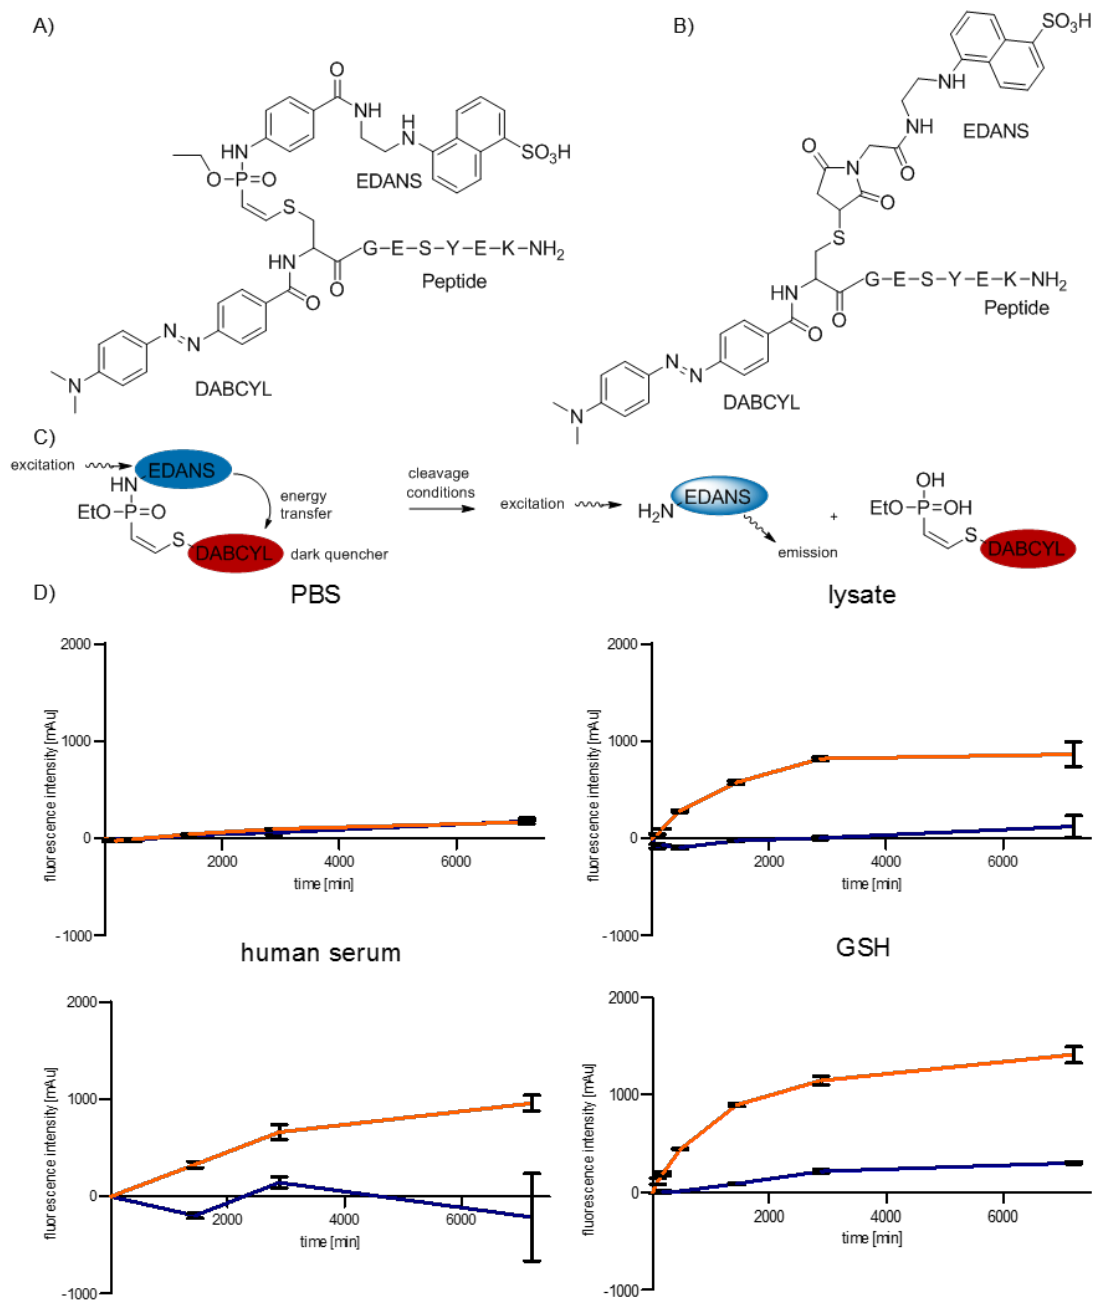 A)
O
NH
H
N
HN
SO₃H
EDANS
O
P
O
S
HN
O
G–E–S–Y–E–K–NH₂
Peptide
O
N
N
N
DABCYL
B)
SO₃H
NH
EDANS
NH
O
O
N
O
S
HN
O
G–E–S–Y–E–K–NH₂
Peptide
O
N
N
N
DABCYL
C)
excitation
EDANS
HN
EtO
P
O
energy
transfer
S
DABCYL
dark quencher
cleavage
conditions
excitation
H₂N
EDANS
emission
+
OH
EtO
P
OH
S
DABCYL
D)
PBS
2000
1000
0
-1000
2000
4000
6000
fluorescence intensity [mAu]
time [min]
lysate
2000
1000
0
-1000
2000
4000
6000
fluorescence intensity [mAu]
time [min]
human serum
2000
1000
0
-1000
2000
4000
6000
fluorescence intensity [mAu]
time [min]
GSH
2000
1000
0
-1000
2000
4000
6000
fluorescence intensity [mAu]
time [min]